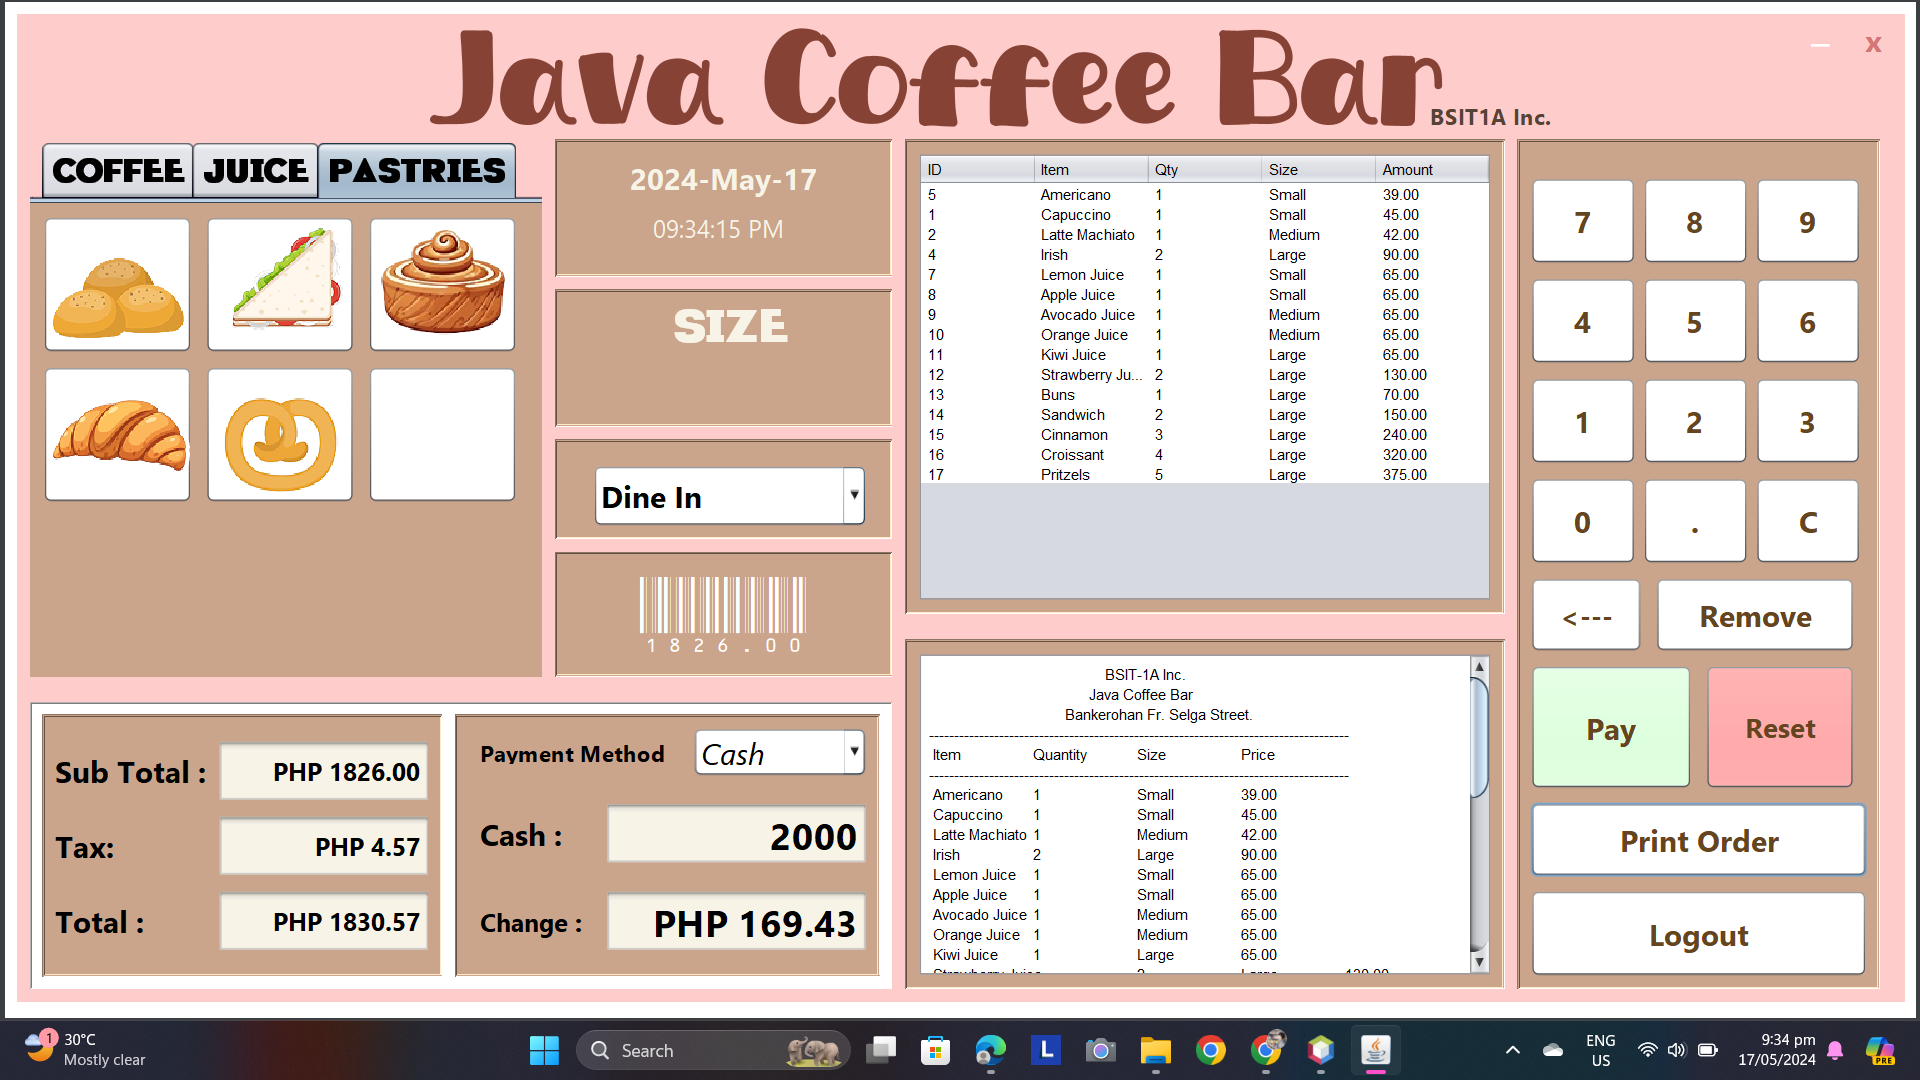 Java Coffee Bar
BSIT1A Inc.
X
COFFEE JUICE PASTRIES
2024-May-17
09:34:15 PM
SIZE
Dine In
1826.00
Sub Total : PHP 1826.00
Tax: PHP 4.57
Total : PHP 1830.57
Payment Method Cash
Cash : 2000
Change : PHP 169.43
ID Item Qty Size Amount
5 Americano 1 Small 39.00
1 Capuccino 1 Small 45.00
2 Latte Machiato 1 Medium 42.00
4 Irish 2 Large 90.00
7 Lemon Juice 1 Small 65.00
8 Apple Juice 1 Small 65.00
9 Avocado Juice 1 Medium 65.00
10 Orange Juice 1 Medium 65.00
11 Kiwi Juice 1 Large 65.00
12 Strawberry Ju... 2 Large 130.00
13 Buns 1 Large 70.00
14 Sandwich 2 Large 150.00
15 Cinnamon 3 Large 240.00
16 Croissant 4 Large 320.00
17 Pritzels 5 Large 375.00
BSIT-1A Inc.
Java Coffee Bar
Bankerohan Fr. Selga Street.
------------------------------------------------------------
Item Quantity Size Price
------------------------------------------------------------
Americano 1 Small 39.00
Capuccino 1 Small 45.00
Latte Machiato 1 Medium 42.00
Irish 2 Large 90.00
Lemon Juice 1 Small 65.00
Apple Juice 1 Small 65.00
Avocado Juice 1 Medium 65.00
Orange Juice 1 Medium 65.00
Kiwi Juice 1 Large 65.00
Strawberry Juice 2 Large 130.00
7 8 9
4 5 6
1 2 3
0 . C
<--- Remove
Pay Reset
Print Order
Logout
1
30°C
Mostly clear
Search
L
PRE
ENG
US
9:34 pm
17/05/2024